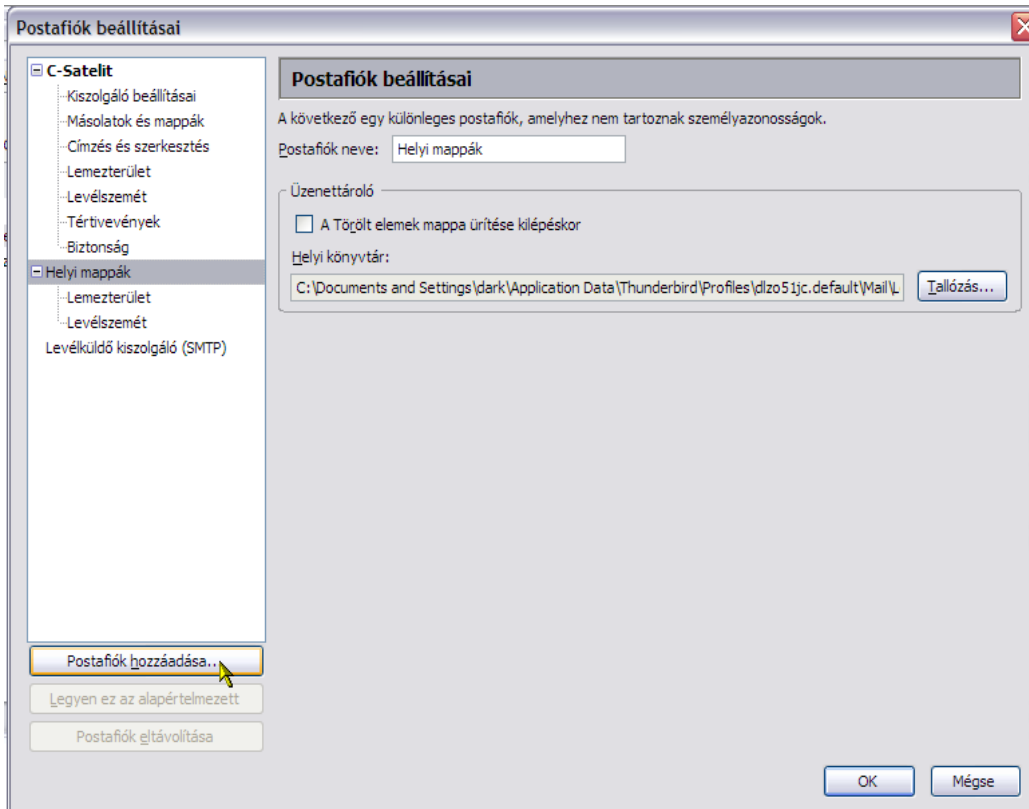 Postafiók beállításai
C-Satelit
Kiszolgáló beállításai
Másolatok és mappák
Címzés és szerkesztés
Lemezterület
Levélszemét
Tértivevények
Biztonság
Helyi mappák
Lemezterület
Levélszemét
Levélküldő kiszolgáló (SMTP)
Postafiók hozzáadása...
Legyen ez az alapértelmezett
Postafiók eltávolítása
Postafiók beállításai
A következő egy különleges postafiók, amelyhez nem tartoznak személyazonosságok.
Postafiók neve: Helyi mappák
Üzenettároló
A Törölt elemek mappa ürítése kilépéskor
Helyi könyvtár:
C:\Documents and Settings\dark\Application Data\Thunderbird\Profiles\dlzo51jc.default\Mail\L Tallózás...
OK Mégse